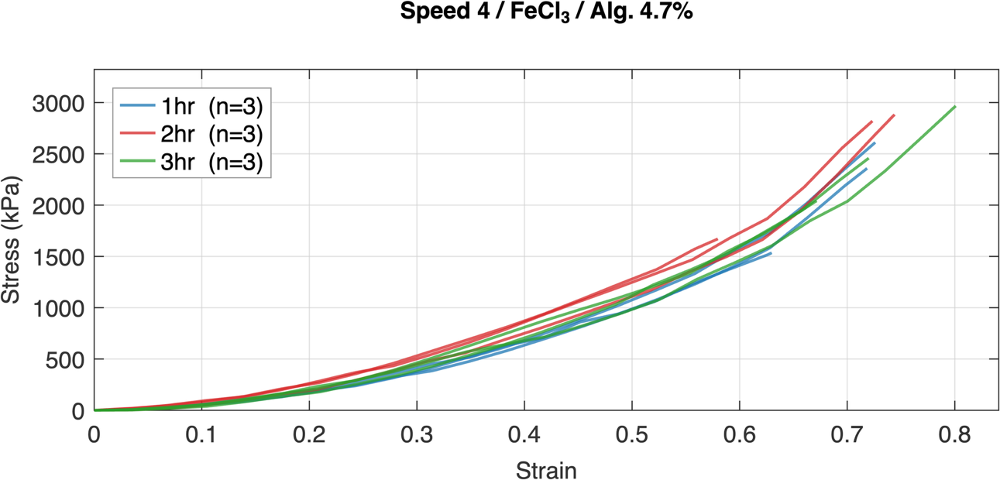 Speed 4 / FeCl₃ / Alg. 4.7%
1hr (n=3)
2hr (n=3)
3hr (n=3)
3000
2500
2000
1500
1000
500
0
Stress (kPa)
0 0.1 0.2 0.3 0.4 0.5 0.6 0.7 0.8
Strain